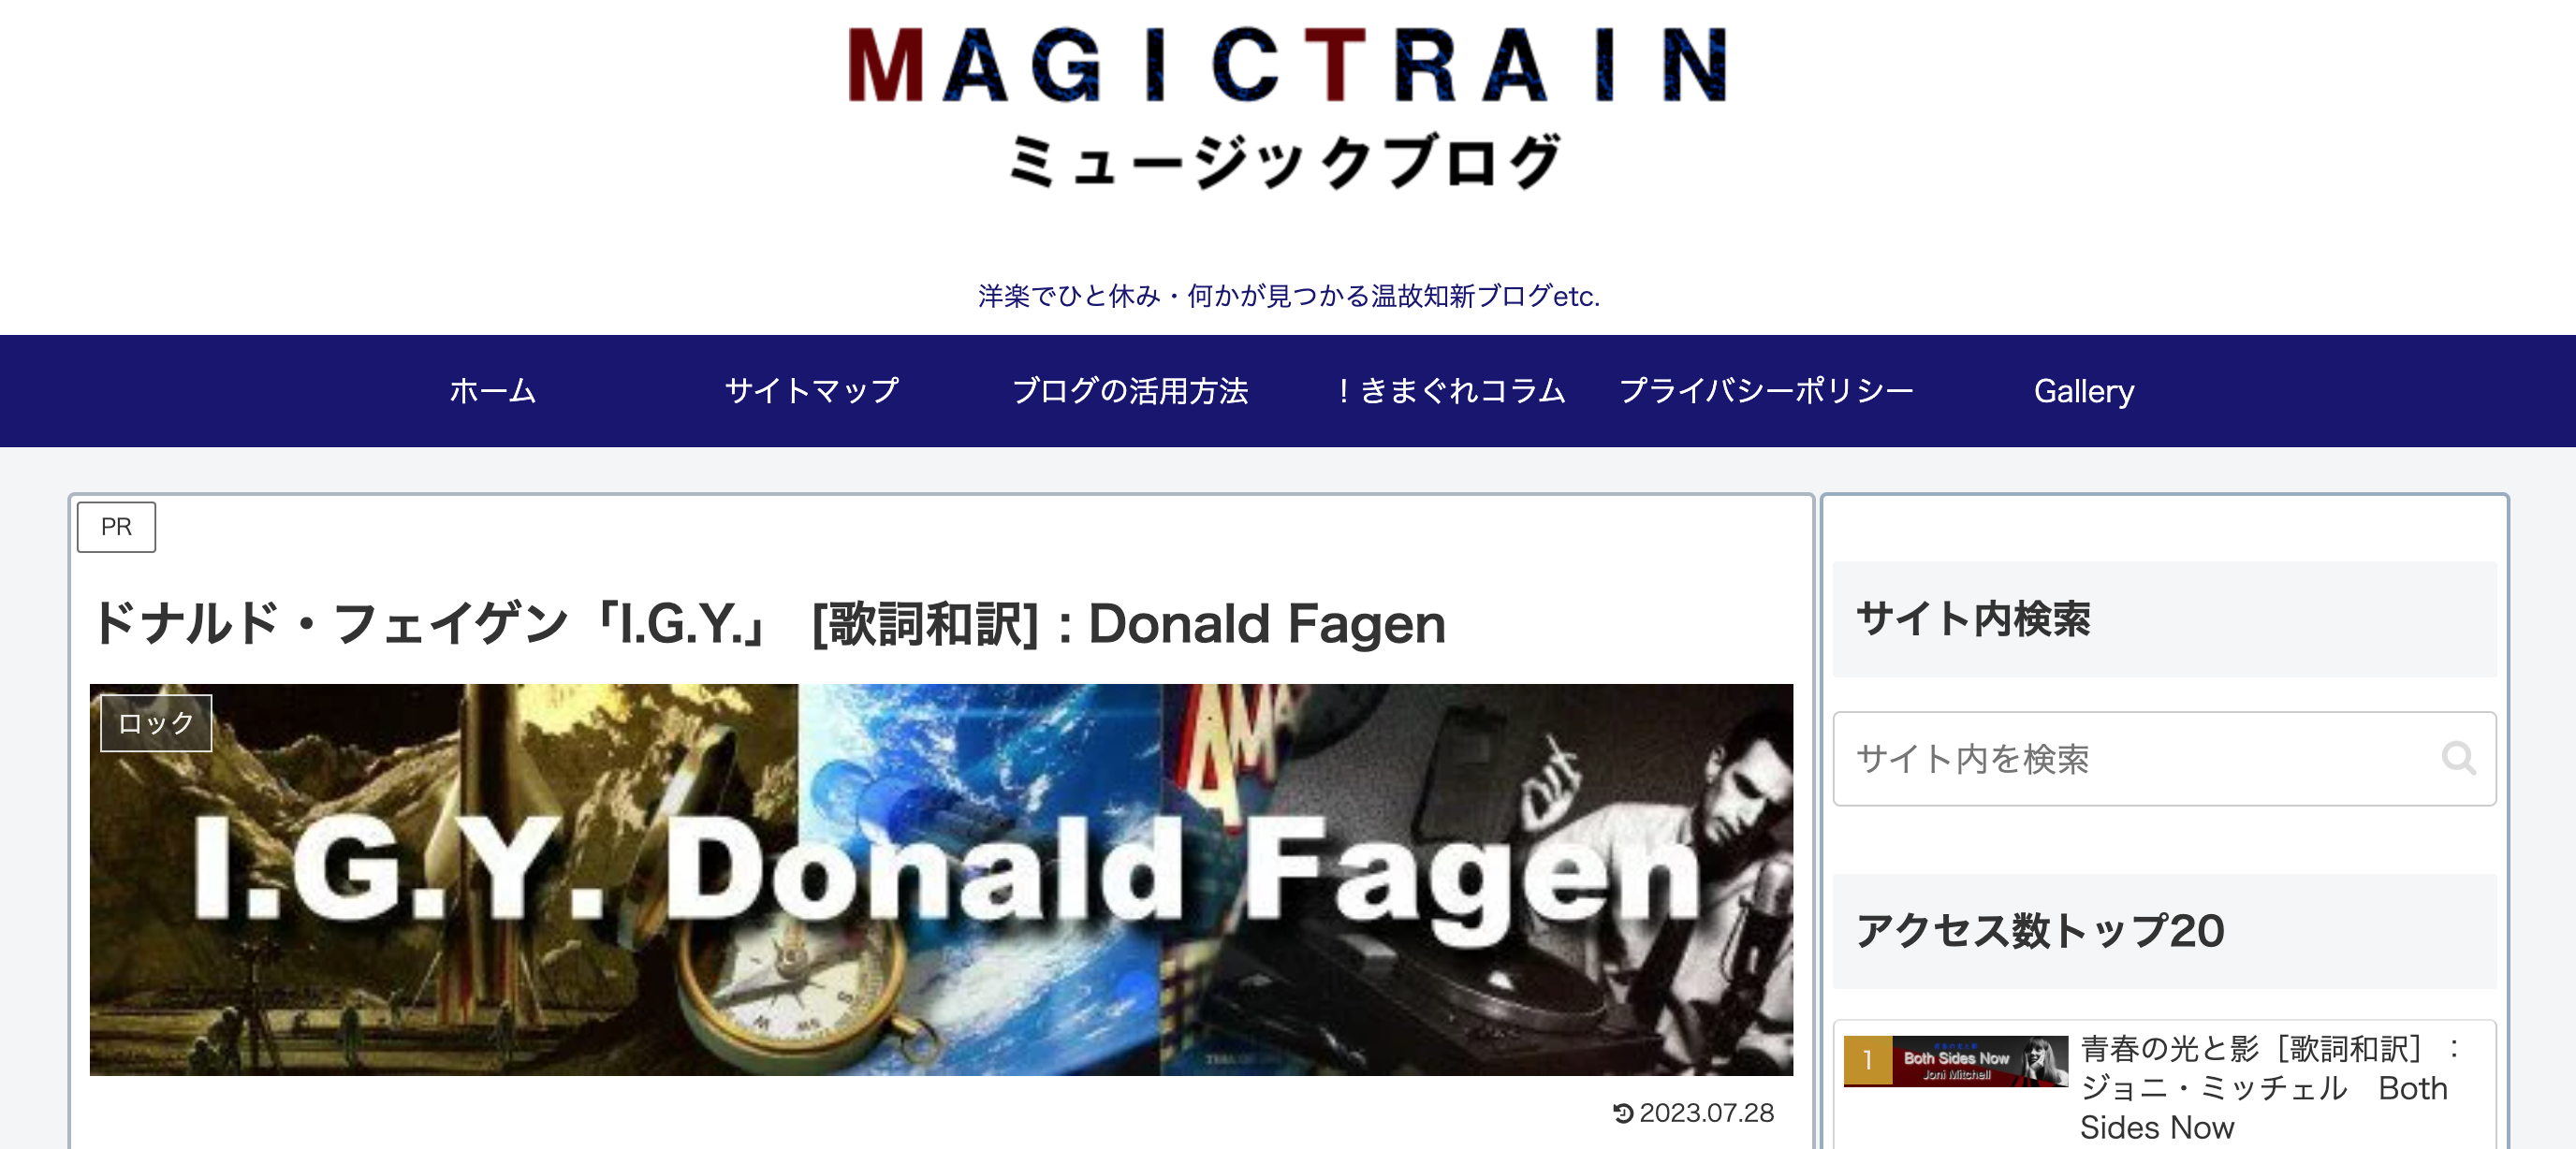 MAGICTRAIN
ミュージックブログ
洋楽でひと休み・何かが見つかる温故知新ブログetc.
ホーム サイトマップ ブログの活用方法 ！きまぐれコラム プライバシーポリシー Gallery
PR
ドナルド・フェイゲン「I.G.Y.」 [歌詞和訳] : Donald Fagen
ロック
I.G.Y. Donald Fagen
2023.07.28
サイト内検索
サイト内を検索
アクセス数トップ20
1
Both Sides Now
Joni Mitchell
青春の光と影［歌詞和訳］：
ジョニ・ミッチェル　Both
Sides Now